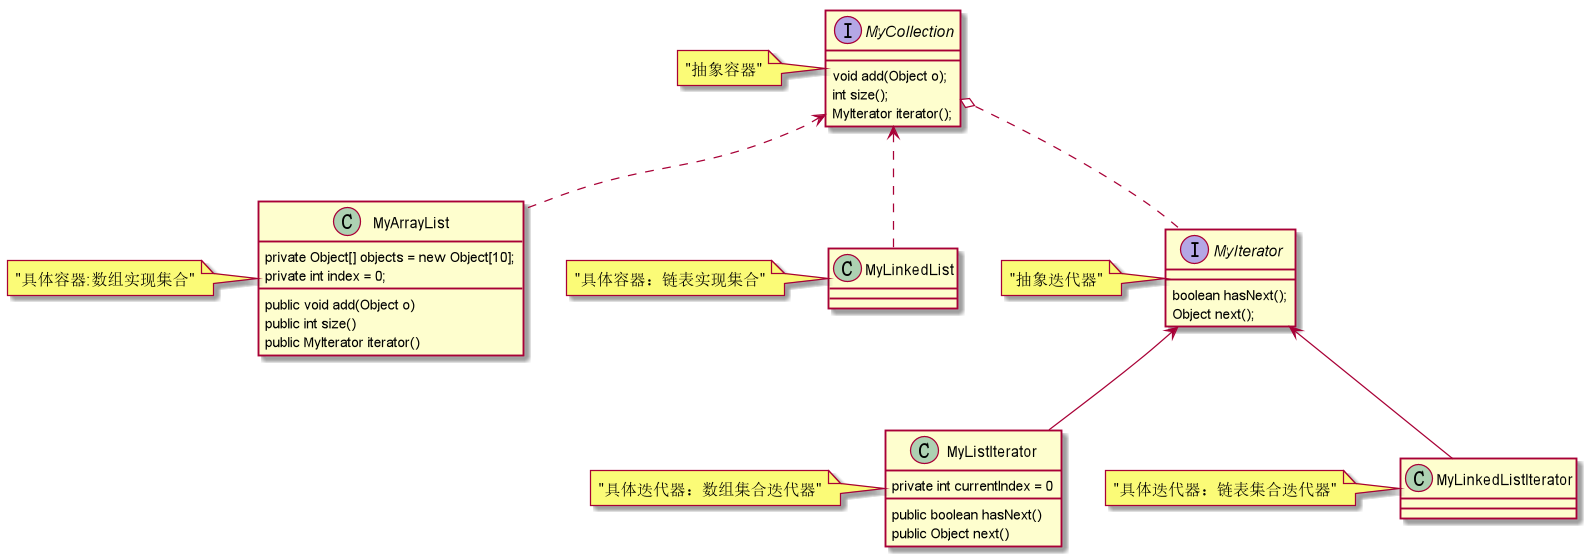 I MyCollection
"抽象容器"
void add(Object o);
int size();
MyIterator iterator();
C MyArrayList
"具体容器:数组实现集合"
private Object[] objects = new Object[10];
private int index = 0;
public void add(Object o)
public int size()
public MyIterator iterator()
"具体容器：链表实现集合"
C MyLinkedList
I MyIterator
"抽象迭代器"
boolean hasNext();
Object next();
C MyListIterator
"具体迭代器：数组集合迭代器"
private int currentIndex = 0
public boolean hasNext()
public Object next()
"具体迭代器：链表集合迭代器"
C MyLinkedListIterator